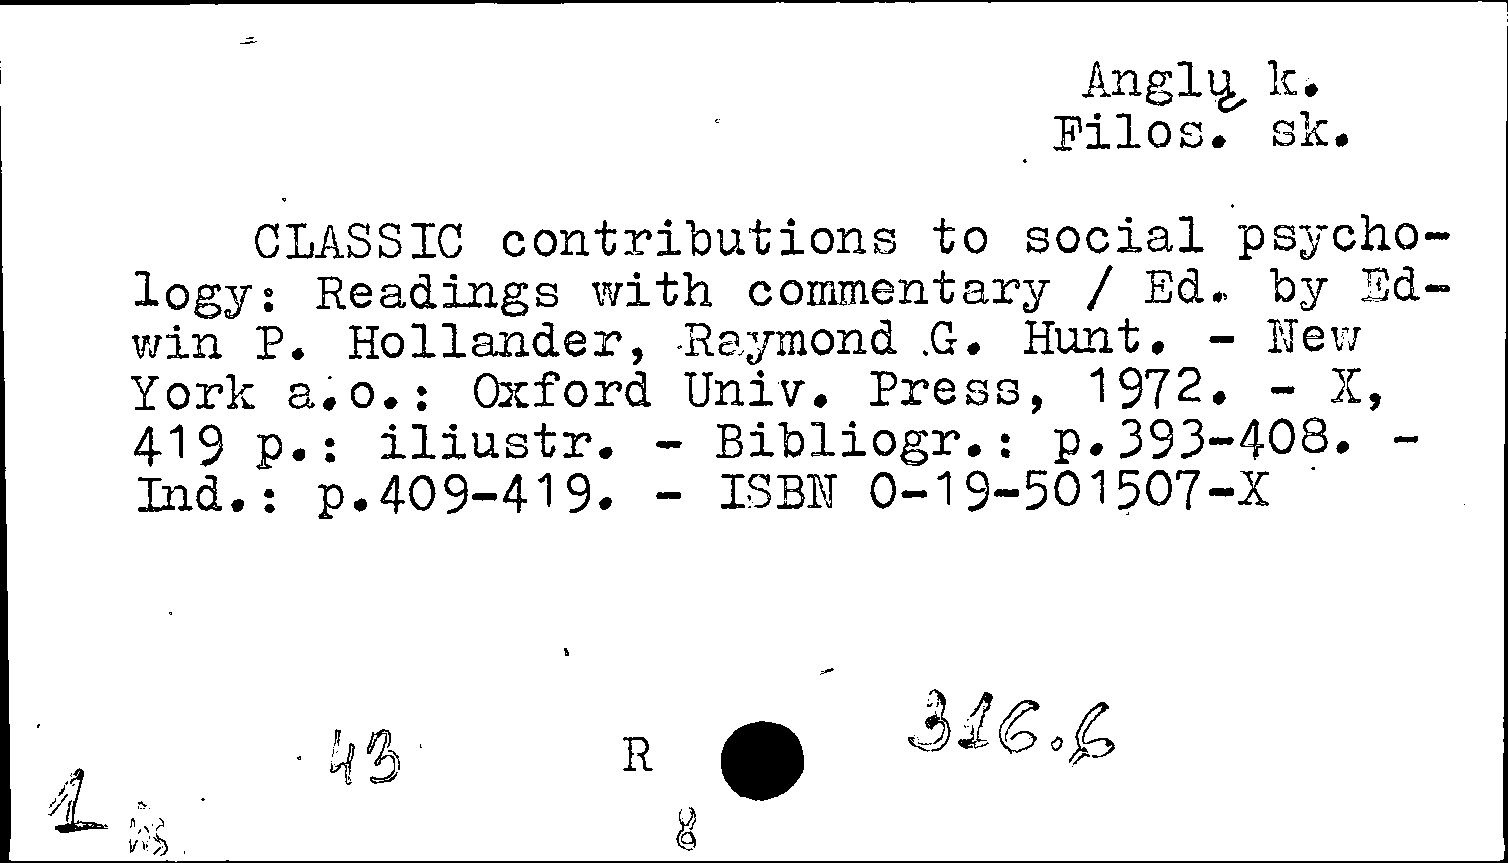 Anglų k.
Filos. sk.
CLASSIC contributions to social psycho-
logy: Readings with commentary / Ed. by Ed-
win P. Hollander, Raymond G. Hunt. - New
York a.o.: Oxford Univ. Press, 1972. - X,
419 p.: iliustr. - Bibliogr.: p.393-408. -
Ind.: p.409-419. - ISBN 0-19-501507-X
316.6
43 R
1
8